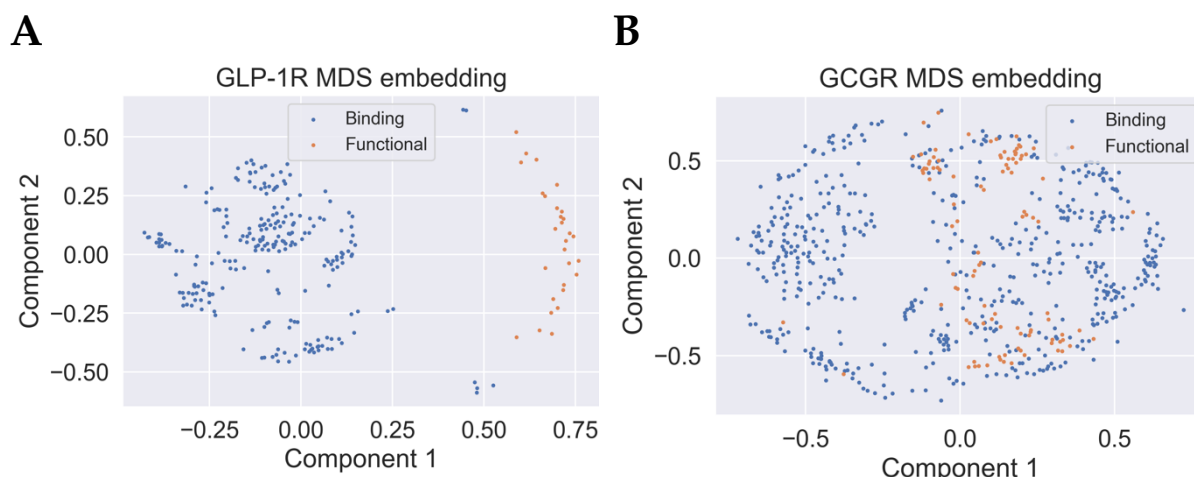 A
GLP-1R MDS embedding
Binding
Functional
0.50
0.25
0.00
−0.25
−0.50
Component 2
−0.25
0.00
0.25
0.50
0.75
Component 1
B
GCGR MDS embedding
Binding
Functional
0.5
0.0
−0.5
Component 2
−0.5
0.0
0.5
Component 1